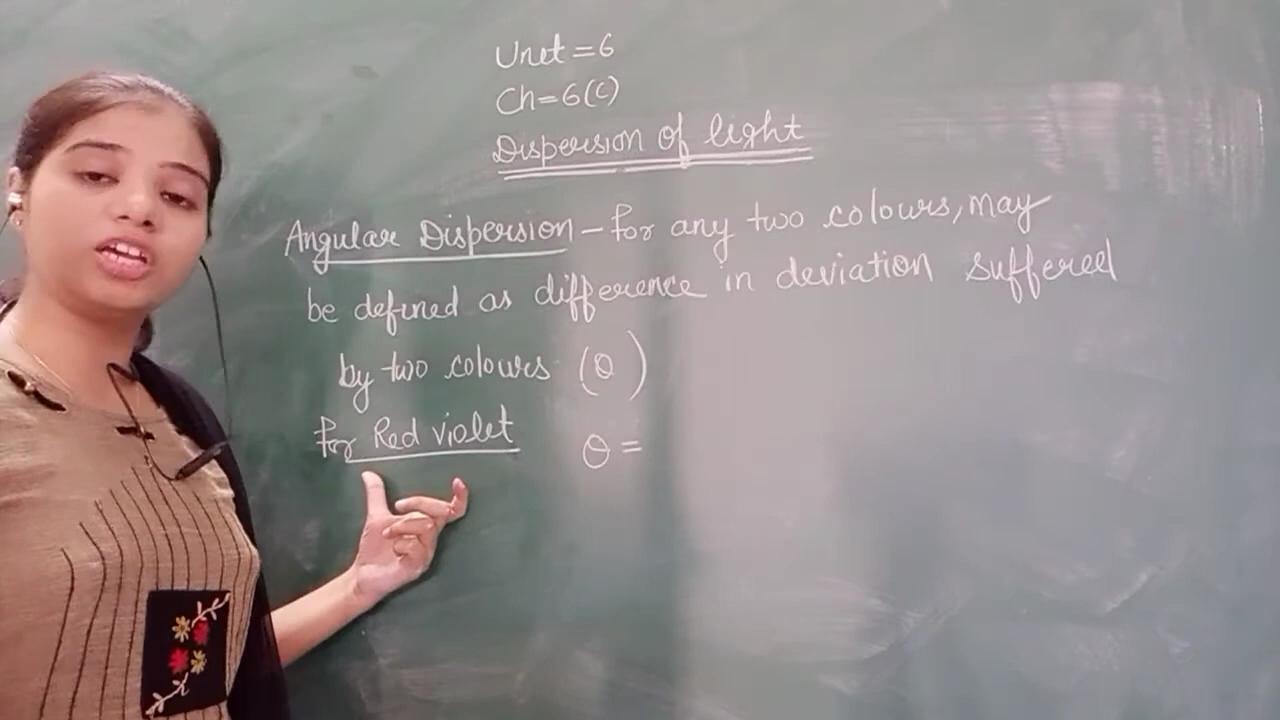 Unit = 6
Ch = 6(C)
Dispersion of light
Angular Dispersion - for any two colours, may
be defined as difference in deviation suffered
by two colours (θ)
for Red violet θ =